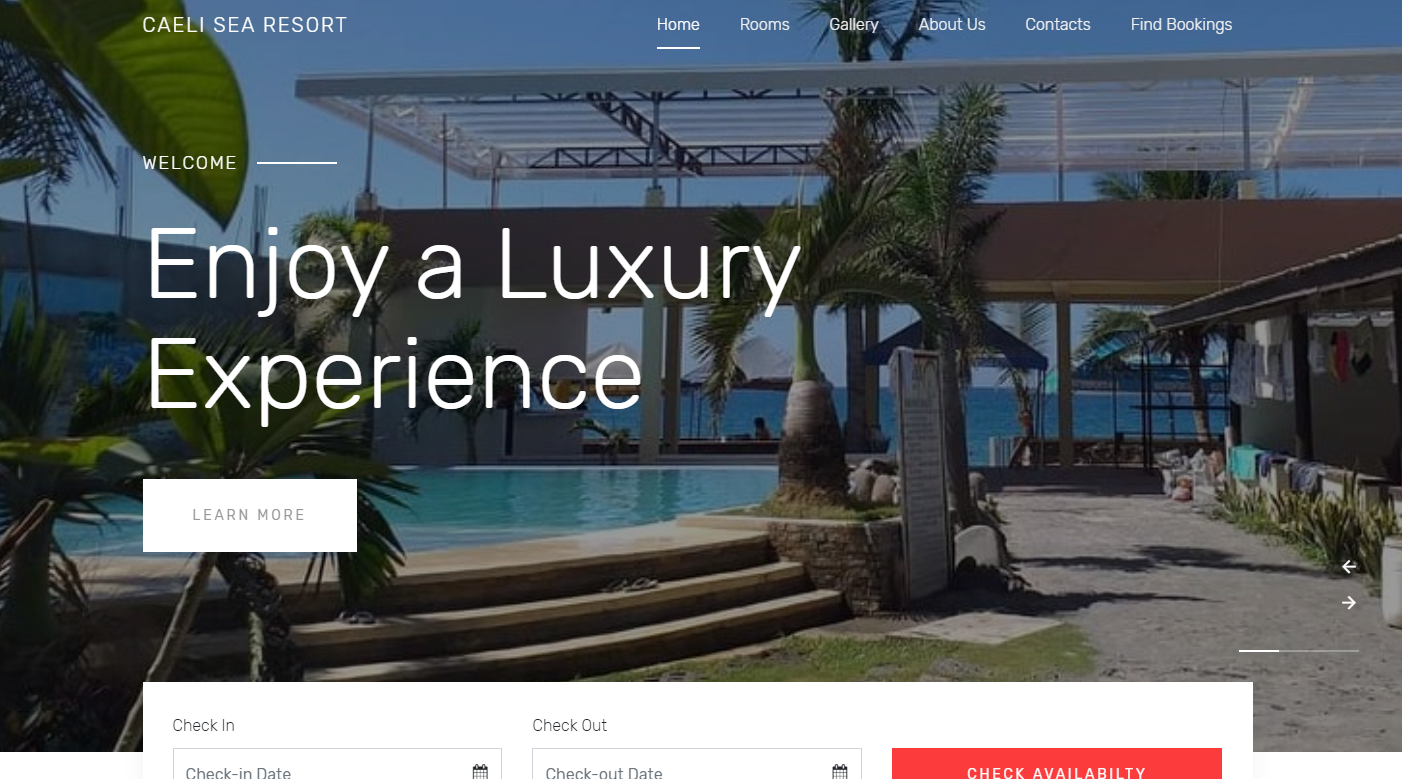 CAELI SEA RESORT
Home Rooms Gallery About Us Contacts Find Bookings
WELCOME
Enjoy a Luxury
Experience
LEARN MORE
Check In
Check Out
Check-in Date
Check-out Date
CHECK AVAILABILTY